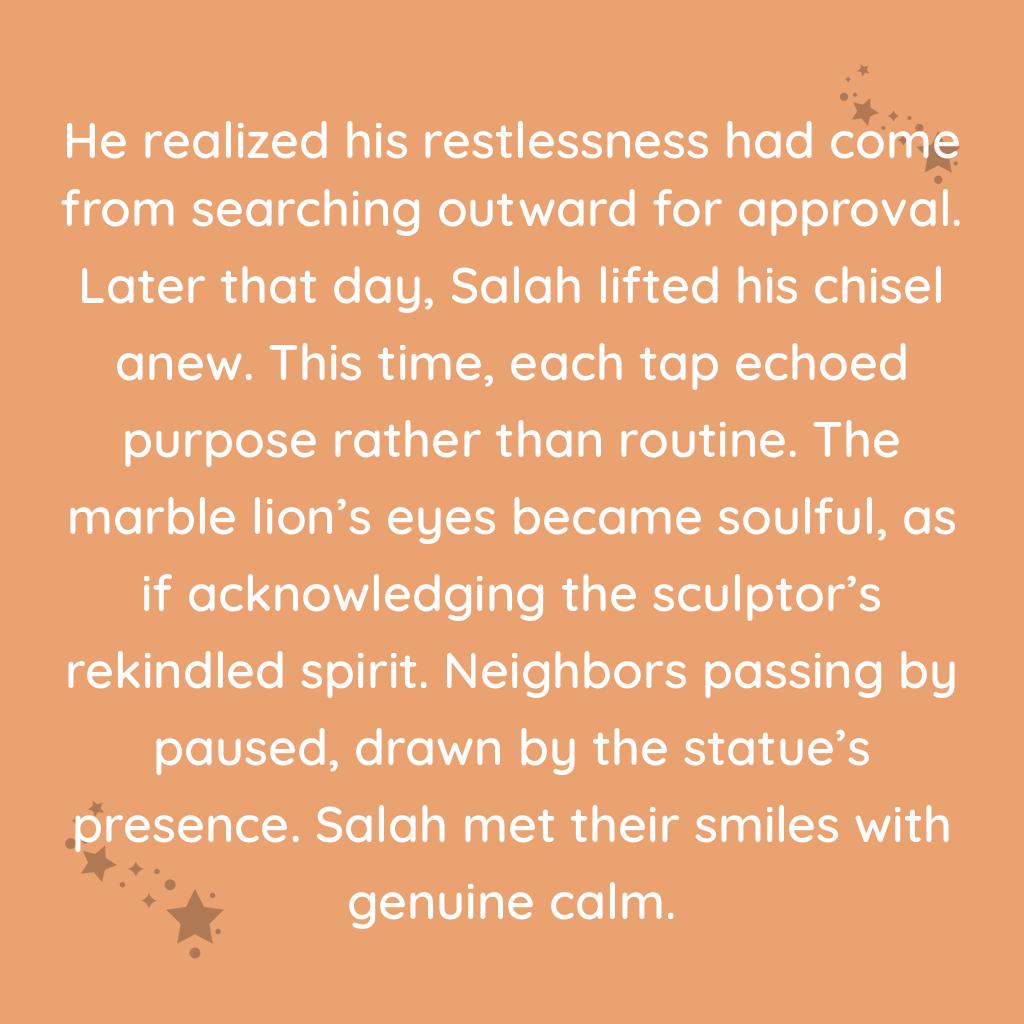 He realized his restlessness had come
from searching outward for approval.
Later that day, Salah lifted his chisel
anew. This time, each tap echoed
purpose rather than routine. The
marble lion’s eyes became soulful, as
if acknowledging the sculptor’s
rekindled spirit. Neighbors passing by
paused, drawn by the statue’s
presence. Salah met their smiles with
genuine calm.